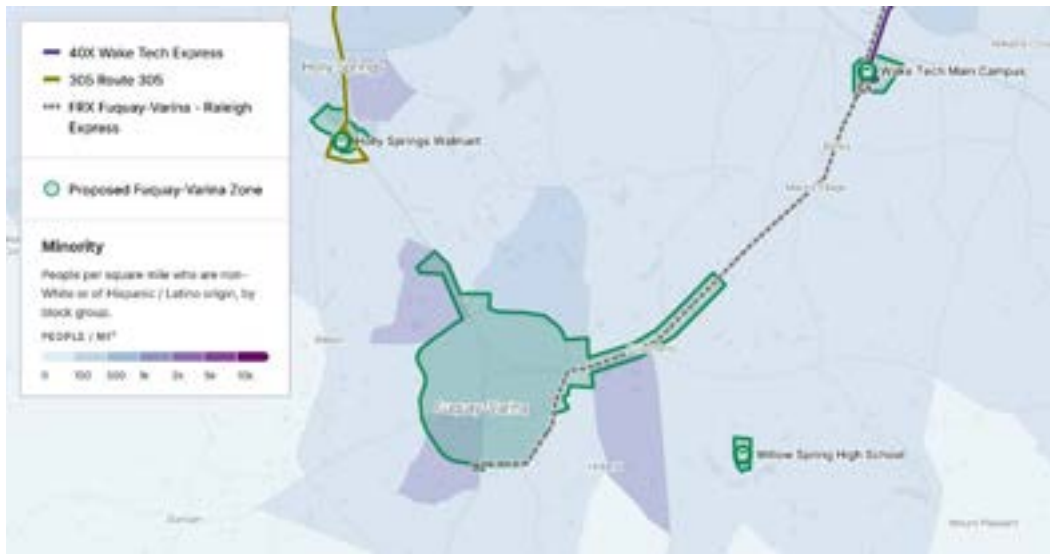 40X Wake Tech Express
305 Route 305
FRX Fuquay-Varina - Raleigh
Express
Proposed Fuquay-Varina Zone
Minority
People per square mile who are non-
White or of Hispanic / Latino origin, by
block group.
PEOPLE / MI²
0 100 500 1k 2k 5k 10k
Holly Springs
Holly Springs Walmart
Wake Tech Main Campus
Fuquay-Varina
Willow Spring High School
Duncan
Mount Pleasant